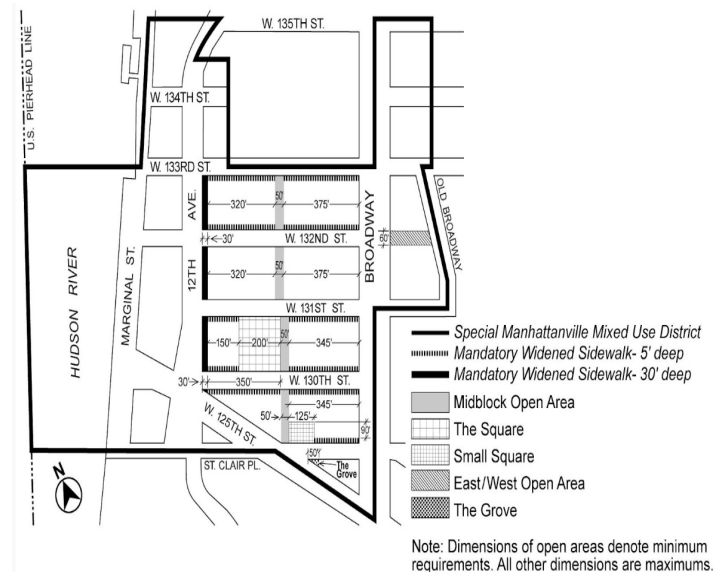 U.S. PIERHEAD LINE
W. 135TH ST.
W. 134TH ST.
W. 133RD ST.
50'
320'
375'
AVE.
BROADWAY
OLD BROADWAY
60'
30'
W. 132ND ST.
HUDSON RIVER
MARGINAL ST.
12TH
320'
50'
375'
W. 131ST ST.
50'
150'
200'
345'
30'
350'
W. 130TH ST.
345'
50'
125'
90'
W. 125TH ST.
ST. CLAIR PL.
50'
The
Grove
N
Special Manhattanville Mixed Use District
Mandatory Widened Sidewalk- 5' deep
Mandatory Widened Sidewalk- 30' deep
Midblock Open Area
The Square
Small Square
East/West Open Area
The Grove
Note: Dimensions of open areas denote minimum
requirements. All other dimensions are maximums.